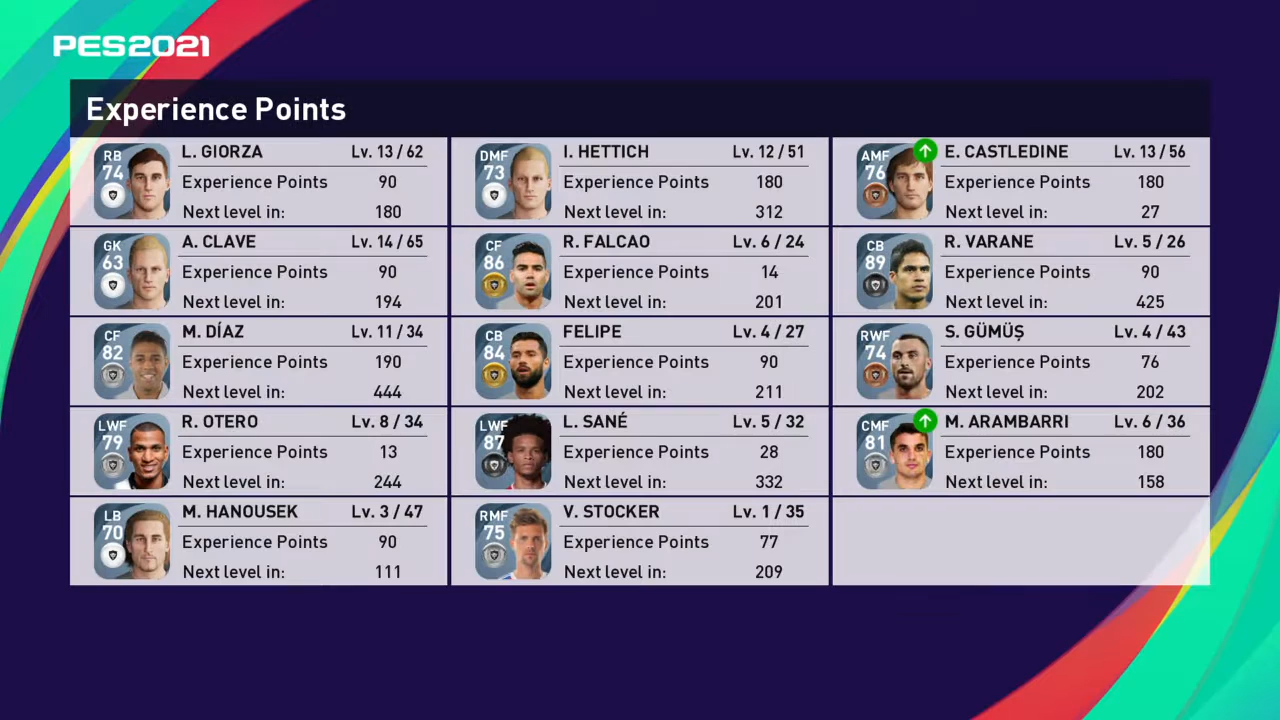 PES2021
Experience Points
RB
74
L. GIORZA Lv. 13 / 62
Experience Points 90
Next level in: 180
DMF
73
I. HETTICH Lv. 12 / 51
Experience Points 180
Next level in: 312
AMF
76
E. CASTLEDINE Lv. 13 / 56
Experience Points 180
Next level in: 27
GK
63
A. CLAVE Lv. 14 / 65
Experience Points 90
Next level in: 194
CF
86
R. FALCAO Lv. 6 / 24
Experience Points 14
Next level in: 201
CB
89
R. VARANE Lv. 5 / 26
Experience Points 90
Next level in: 425
CF
82
M. DÍAZ Lv. 11 / 34
Experience Points 190
Next level in: 444
CB
84
FELIPE Lv. 4 / 27
Experience Points 90
Next level in: 211
RWF
74
S. GÜMÜŞ Lv. 4 / 43
Experience Points 76
Next level in: 202
LWF
79
R. OTERO Lv. 8 / 34
Experience Points 13
Next level in: 244
LWF
87
L. SANÉ Lv. 5 / 32
Experience Points 28
Next level in: 332
CMF
81
M. ARAMBARRI Lv. 6 / 36
Experience Points 180
Next level in: 158
LB
70
M. HANOUSEK Lv. 3 / 47
Experience Points 90
Next level in: 111
RMF
75
V. STOCKER Lv. 1 / 35
Experience Points 77
Next level in: 209